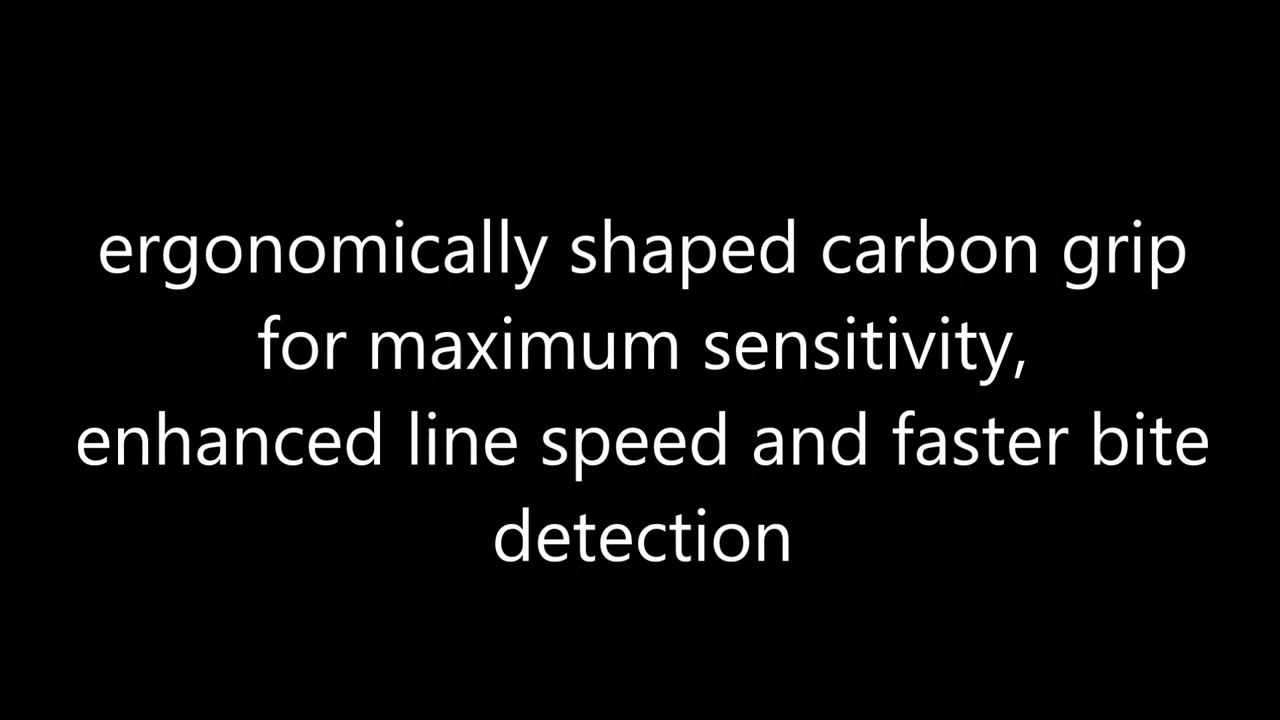 ergonomically shaped carbon grip
for maximum sensitivity,
enhanced line speed and faster bite
detection